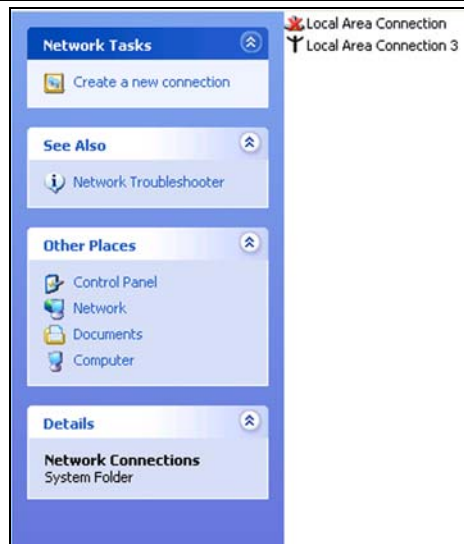 Network Tasks
Create a new connection
See Also
Network Troubleshooter
Other Places
Control Panel
Network
Documents
Computer
Details
Network Connections
System Folder
Local Area Connection
Local Area Connection 3